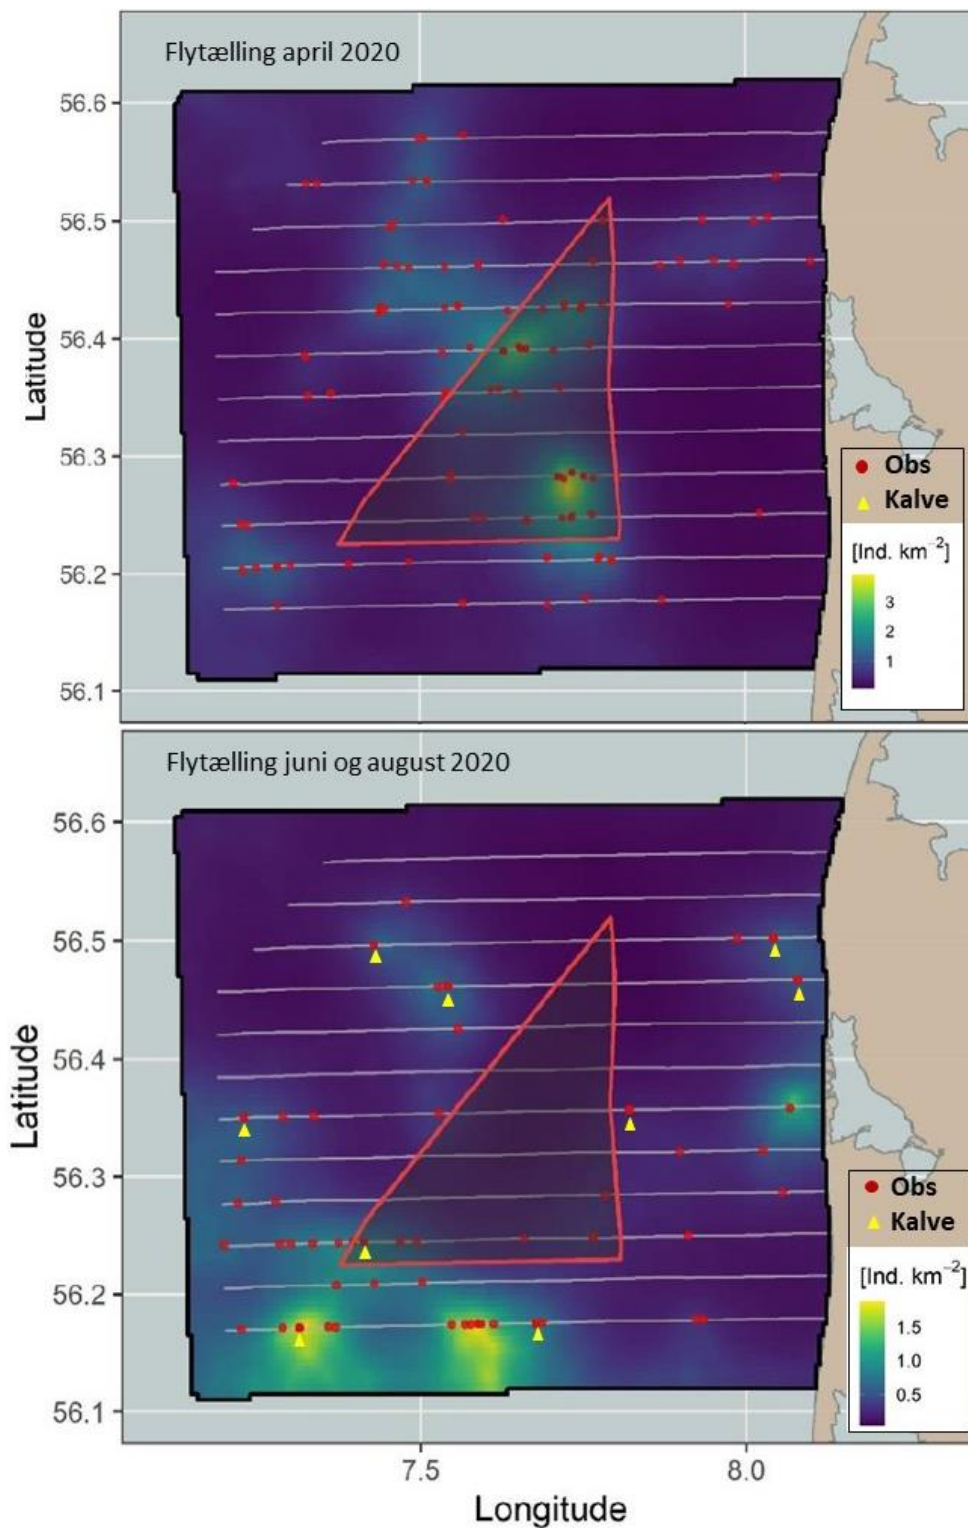 Flytælling april 2020
56.6
56.5
56.4
56.3
56.2
56.1
Latitude
Obs
Kalve
[Ind. km⁻²]
3
2
1
Flytælling juni og august 2020
56.6
56.5
56.4
56.3
56.2
56.1
Latitude
Obs
Kalve
[Ind. km⁻²]
1.5
1.0
0.5
7.5
8.0
Longitude